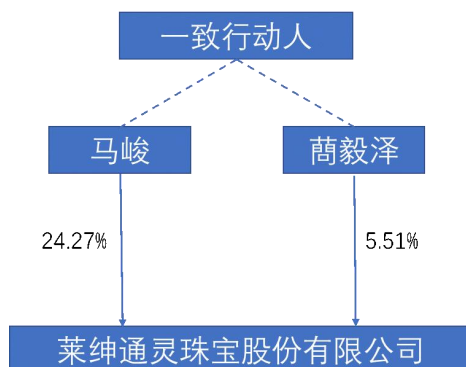 一致行动人
马峻
蔄毅泽
24.27%
5.51%
莱绅通灵珠宝股份有限公司